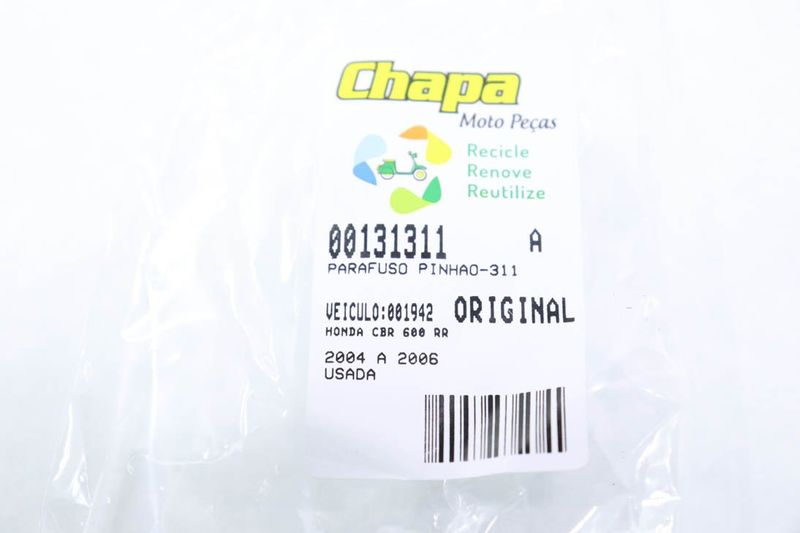 Chapa
Moto Peças
Recicle
Renove
Reutilize
00131311 A
PARAFUSO PINHAO-311
VEICULO:001942 ORIGINAL
HONDA CBR 600 RR
2004 A 2006
USADA